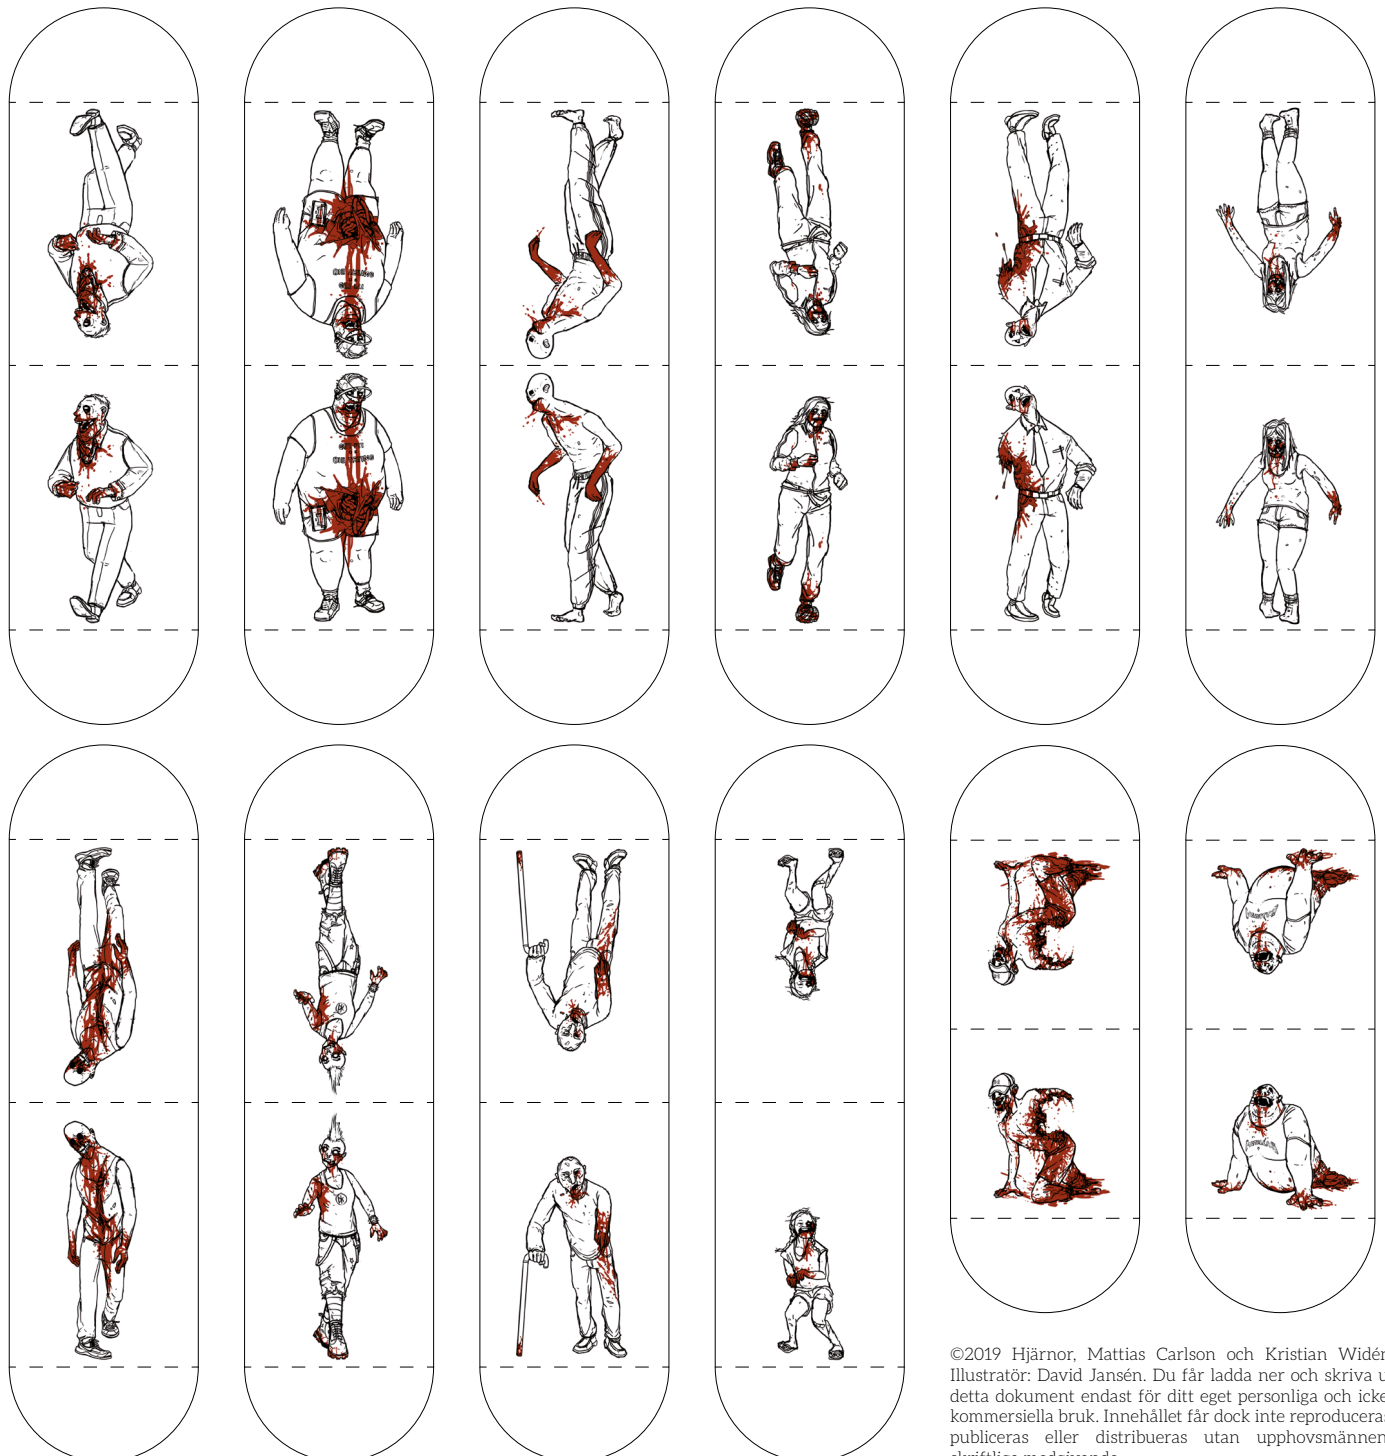 ©2019 Hjärnor, Mattias Carlson och Kristian Widén
Illustratör: David Jansén. Du får ladda ner och skriva u
detta dokument endast för ditt eget personliga och icke
kommersiella bruk. Innehållet får dock inte reproduceras
publiceras eller distribueras utan upphovsmännen